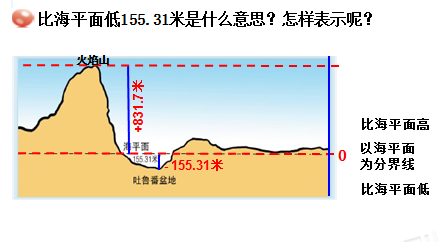 比海平面低155.31米是什么意思？怎样表示呢？
火焰山
+831.7米
海平面
155.31米
- 155.31米
吐鲁番盆地
0
比海平面高
以海平面
为分界线
比海平面低